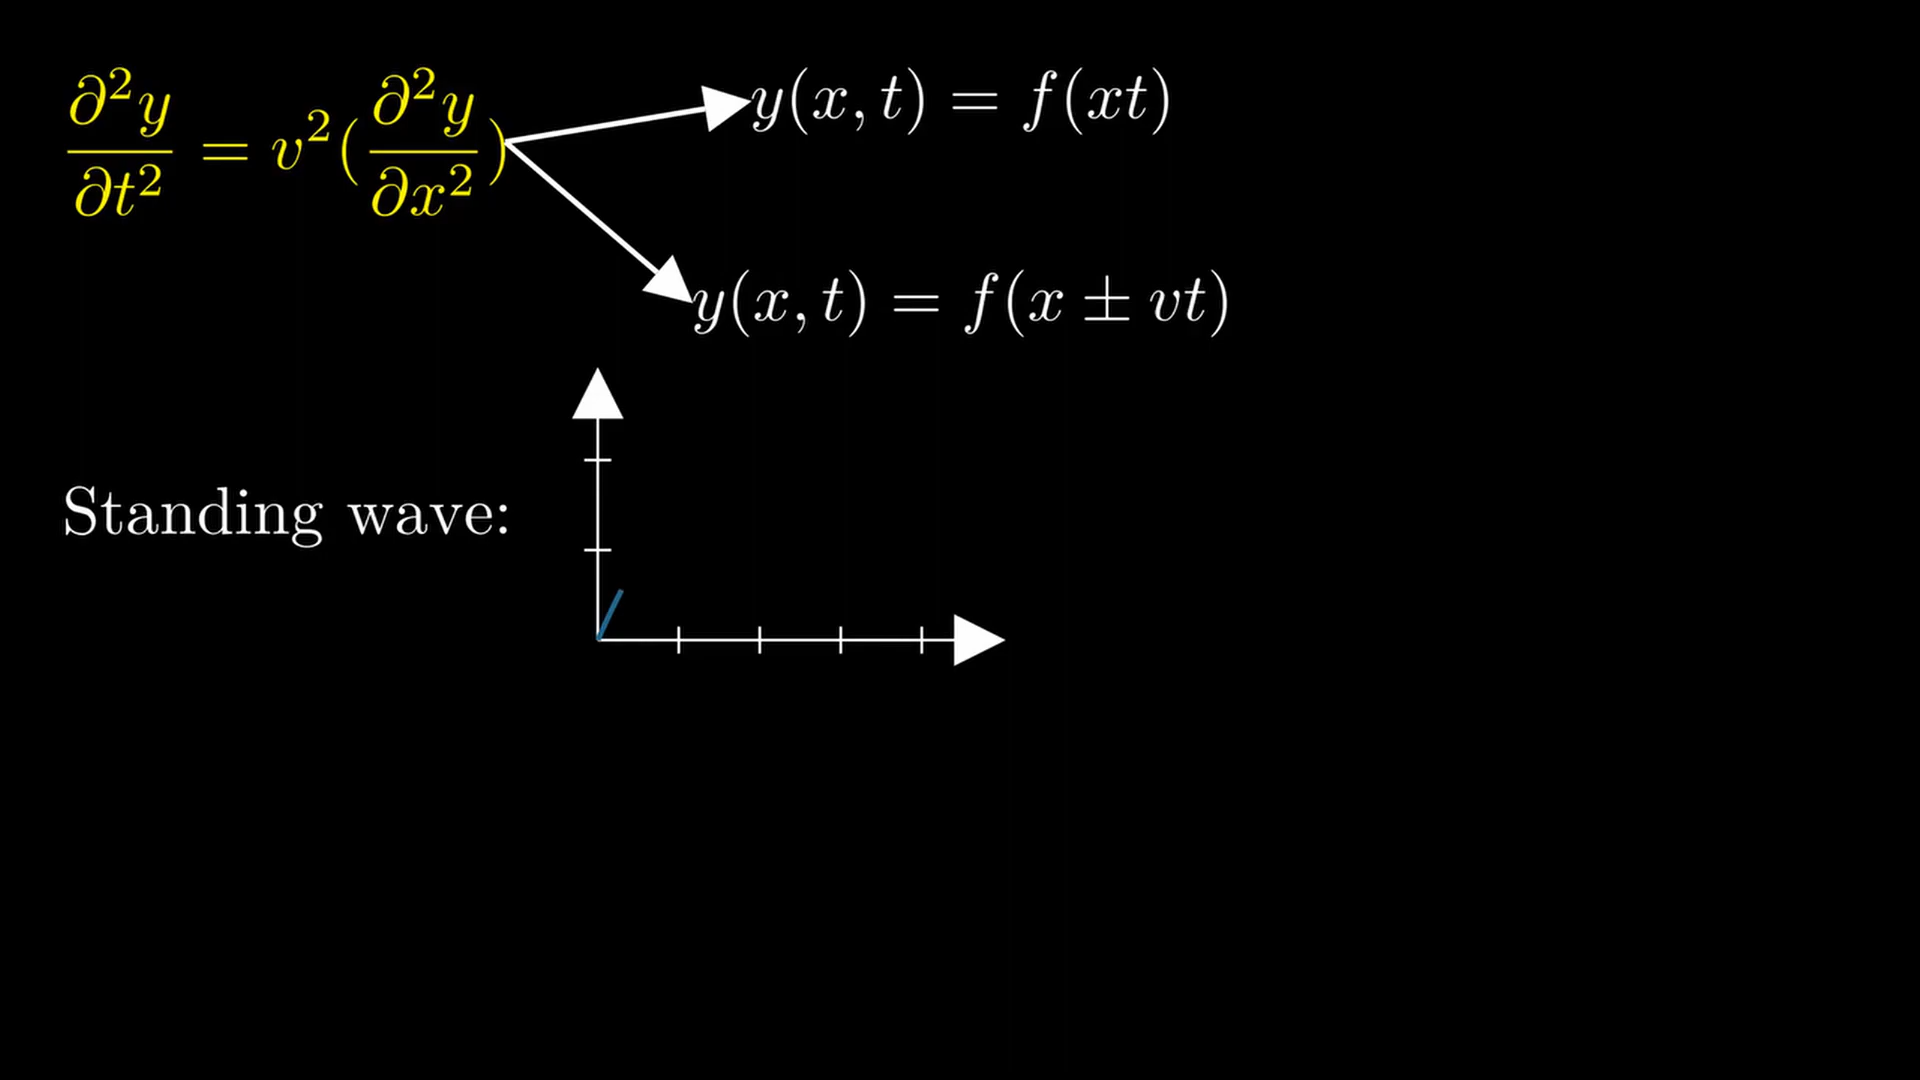 ∂²y/∂t² = v²(∂²y/∂x²)
y(x, t) = f(xt)
y(x, t) = f(x ± vt)
Standing wave: